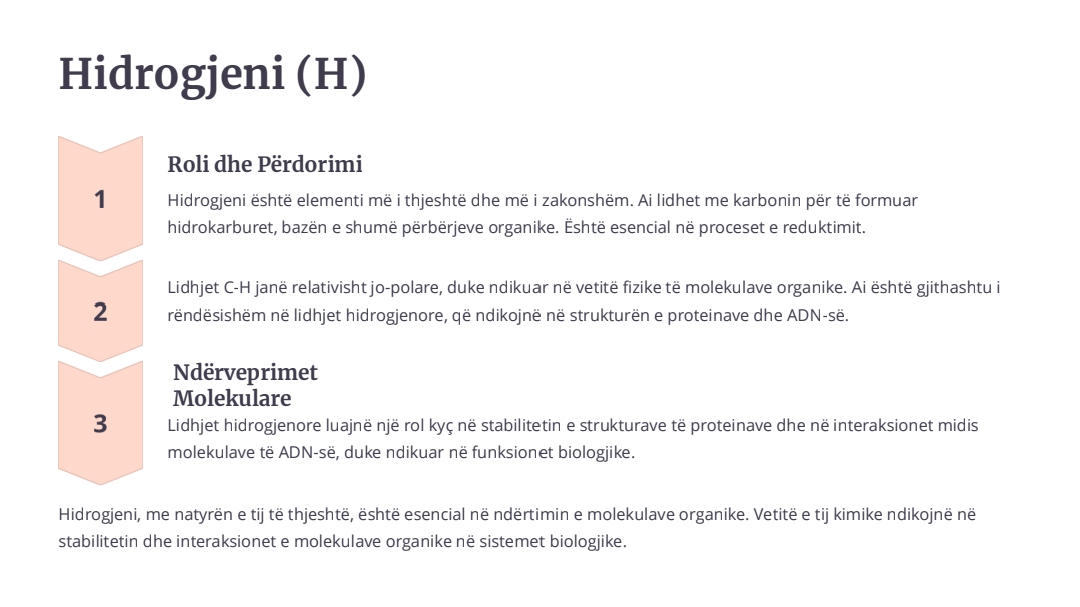 Hidrogjeni (H)
1
Roli dhe Përdorimi
Hidrogjeni është elementi më i thjeshtë dhe më i zakonshëm. Ai lidhet me karbonin për të formuar
hidrokarburet, bazën e shumë përbërjeve organike. Është esencial në proceset e reduktimit.
2
Lidhjet C-H janë relativisht jo-polare, duke ndikuar në vetitë fizike të molekulave organike. Ai është gjithashtu i
rëndësishëm në lidhjet hidrogjenore, që ndikojnë në strukturën e proteinave dhe ADN-së.
3
Ndërveprimet
Molekulare
Lidhjet hidrogjenore luajnë një rol kyç në stabilitetin e strukturave të proteinave dhe në interaksionet midis
molekulave të ADN-së, duke ndikuar në funksionet biologjike.
Hidrogjeni, me natyrën e tij të thjeshtë, është esencial në ndërtimin e molekulave organike. Vetitë e tij kimike ndikojnë në
stabilitetin dhe interaksionet e molekulave organike në sistemet biologjike.